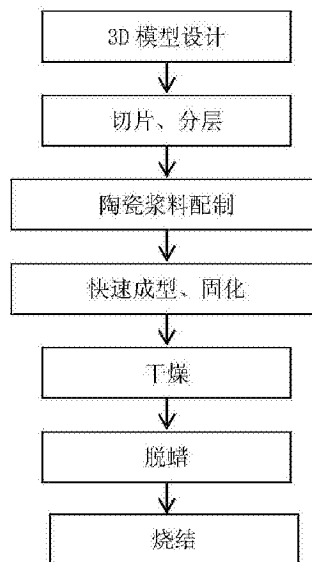 3D 模型设计
切片、分层
陶瓷浆料配制
快速成型、固化
干燥
脱蜡
烧结